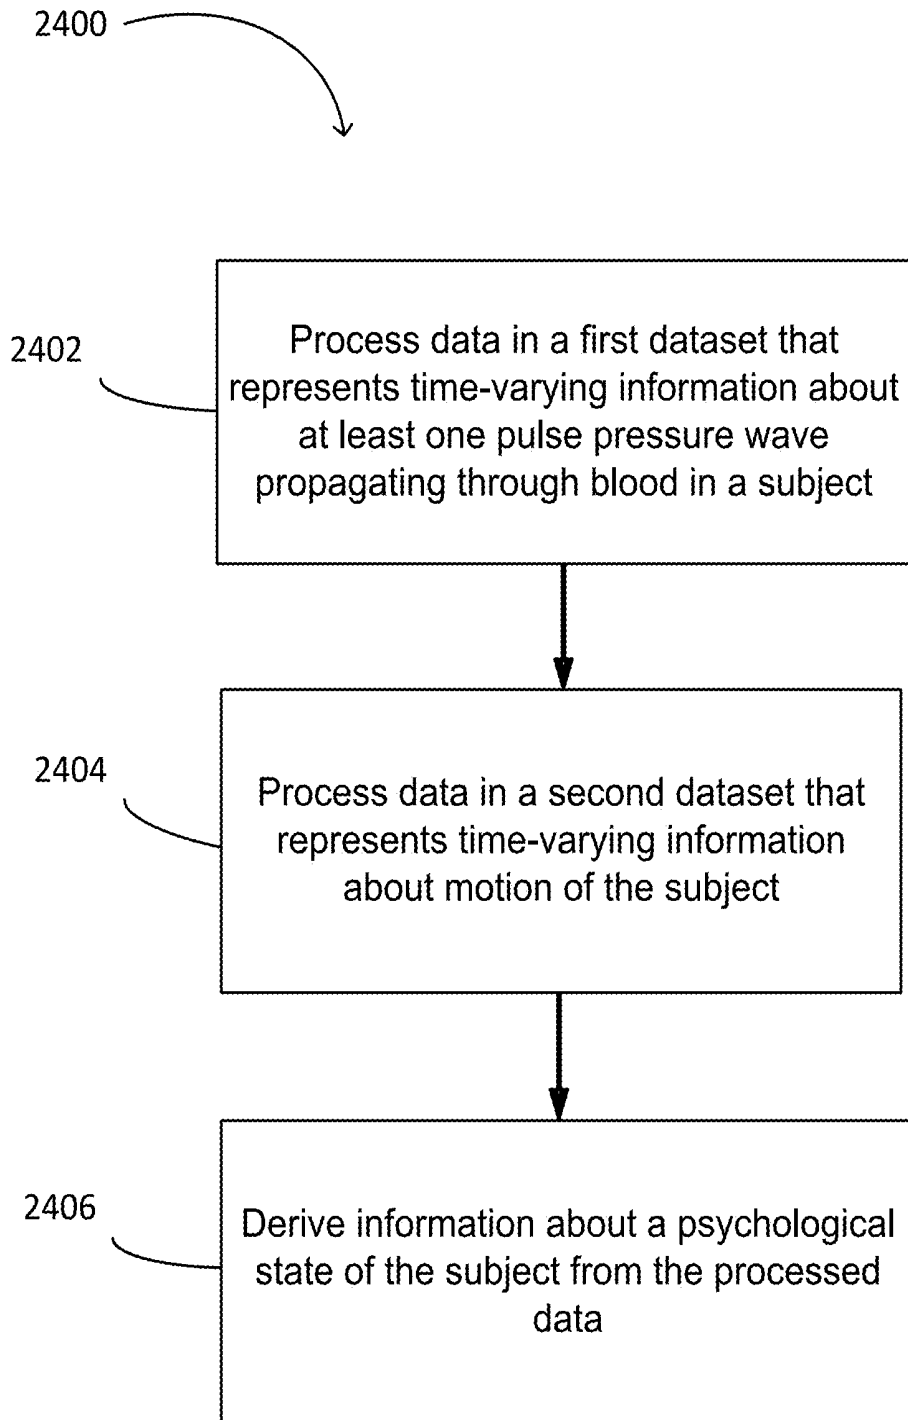 2400
2402
Process data in a first dataset that
represents time-varying information about
at least one pulse pressure wave
propagating through blood in a subject
2404
Process data in a second dataset that
represents time-varying information
about motion of the subject
2406
Derive information about a psychological
state of the subject from the processed
data